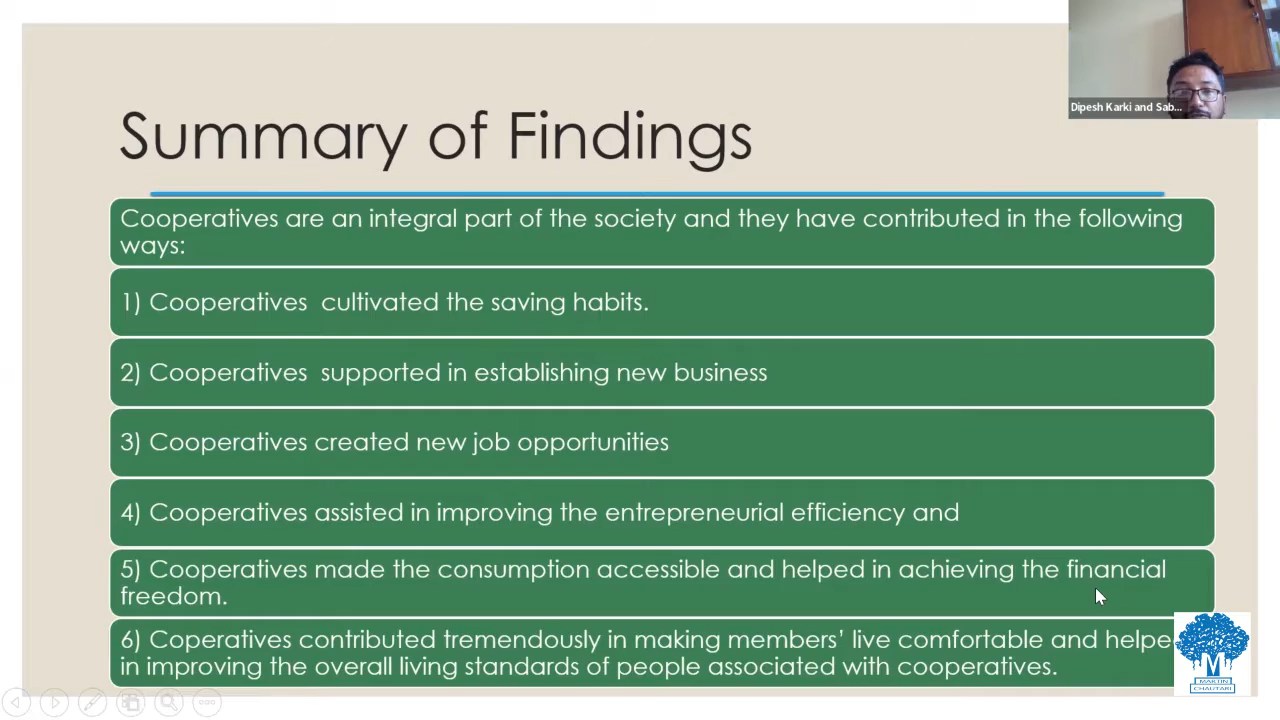 Dipesh Karki and Sab...
Summary of Findings
Cooperatives are an integral part of the society and they have contributed in the following
ways:
1) Cooperatives cultivated the saving habits.
2) Cooperatives supported in establishing new business
3) Cooperatives created new job opportunities
4) Cooperatives assisted in improving the entrepreneurial efficiency and
5) Cooperatives made the consumption accessible and helped in achieving the financial
freedom.
6) Coperatives contributed tremendously in making members' live comfortable and helpe
in improving the overall living standards of people associated with cooperatives.
M
MARTIN
CHAUTARI